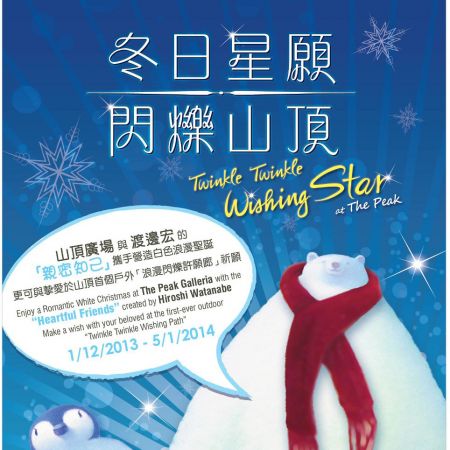 冬日星願
閃爍山頂
Twinkle Twinkle
Wishing Star
at The Peak
山頂廣場與渡邊宏的
「親密知己」攜手營造白色浪漫聖誕
更可與摯愛於山頂首個戶外「浪漫閃爍許願廊」祈願
Enjoy a Romantic White Christmas at The Peak Galleria with the
"Heartful Friends" created by Hiroshi Watanabe
Make a wish with your beloved at the first-ever outdoor
"Twinkle Twinkle Wishing Path"
1/12/2013 - 5/1/2014